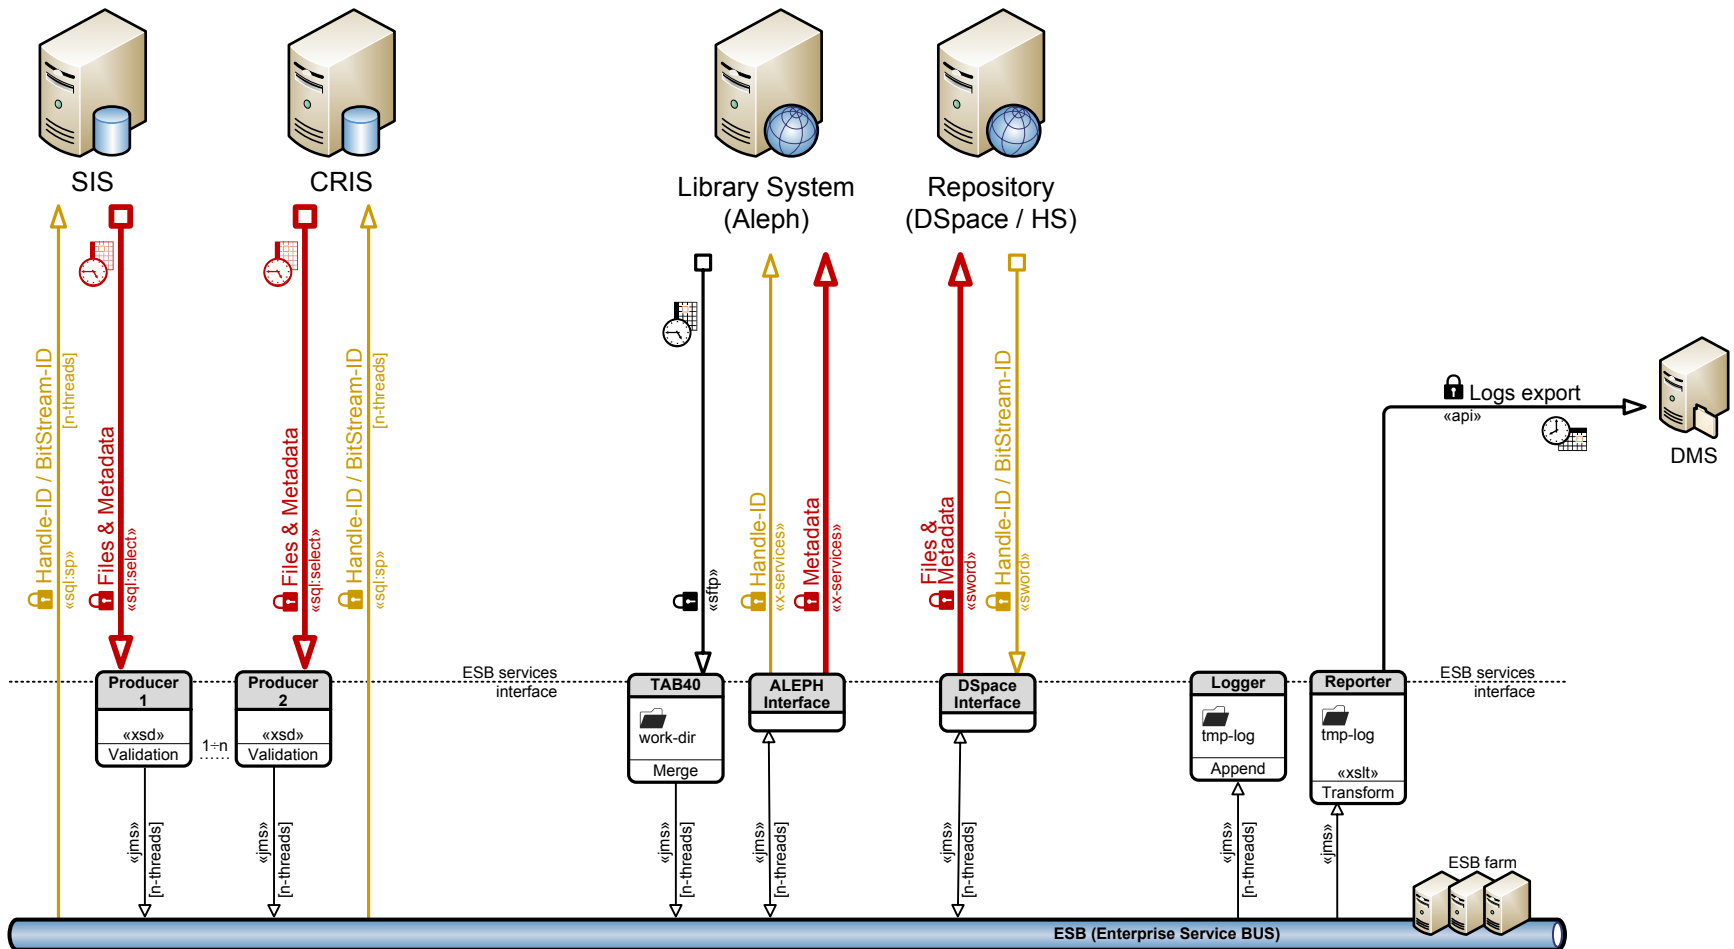 SIS
CRIS
Library System
(Aleph)
Repository
(DSpace / HS)
Handle-ID / BitStream-ID
[n-threads]
«sql:sp»
Files & Metadata
«sql:select»
Files & Metadata
«sql:select»
Handle-ID / BitStream-ID
[n-threads]
«sql:sp»
«sftp»
Handle-ID
«x-services»
Metadata
«x-services»
Files &
Metadata
«sword»
Handle-ID / BitStream-ID
«sword»
Logs export
«api»
DMS
ESB services
interface
ESB services
interface
Producer
1
«xsd»
Validation
1÷n
......
Producer
2
«xsd»
Validation
TAB40
work-dir
Merge
ALEPH
Interface
DSpace
Interface
Logger
tmp-log
Append
Reporter
tmp-log
«xslt»
Transform
«jms»
[n-threads]
«jms»
[n-threads]
«jms»
[n-threads]
«jms»
[n-threads]
«jms»
[n-threads]
«jms»
[n-threads]
«jms»
ESB farm
ESB (Enterprise Service BUS)